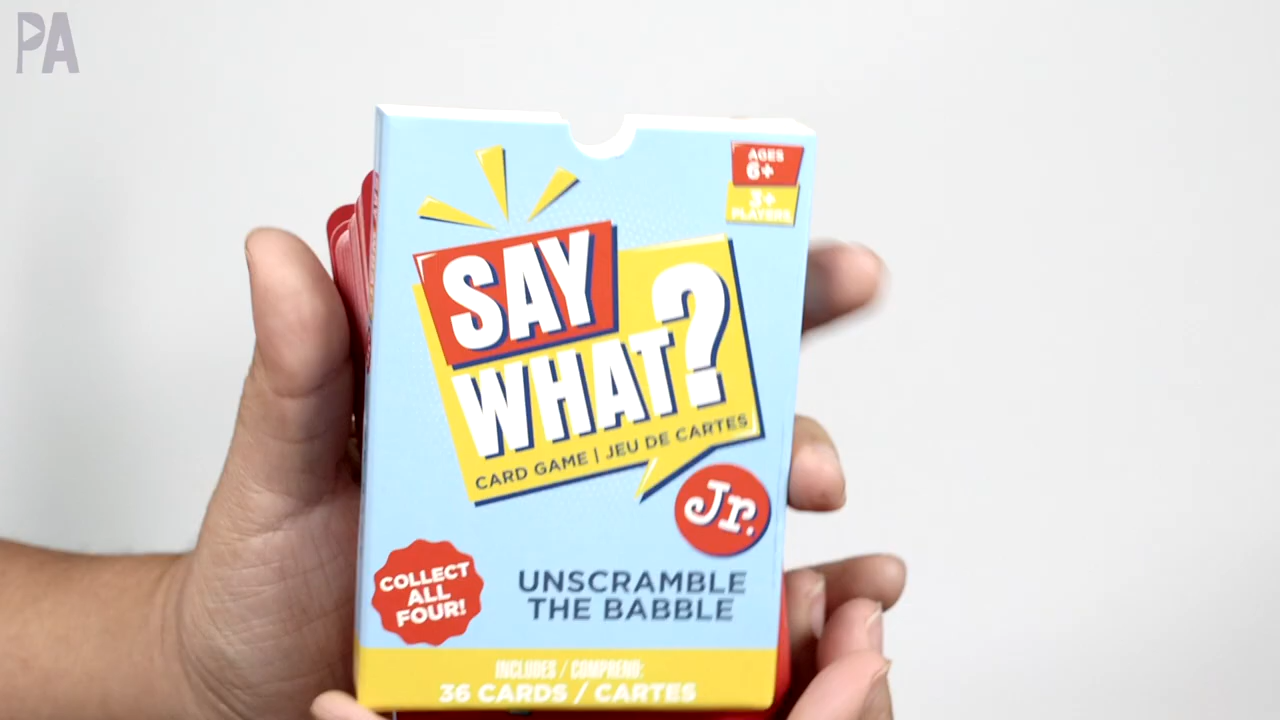 PA
AGES
6+
3+
PLAYERS
SAY
WHAT?
CARD GAME | JEU DE CARTES
Jr.
COLLECT
ALL
FOUR!
UNSCRAMBLE
THE BABBLE
INCLUDES / COMPREND:
36 CARDS / CARTES